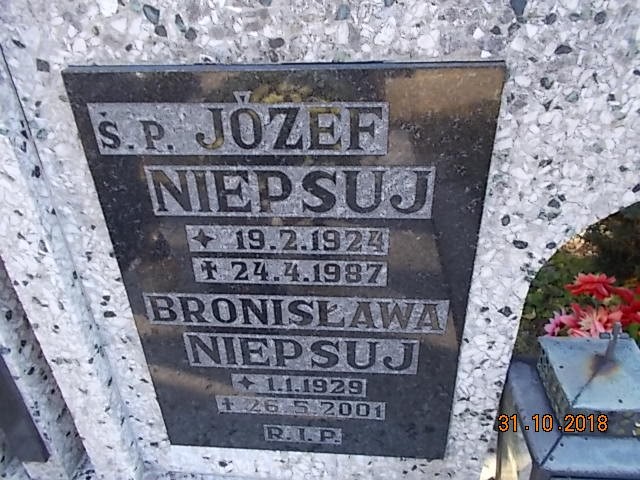 Ś.P. JÓZEF
NIEPSUJ
✦ 19.2.1924
✝ 24.4.1987
BRONISŁAWA
NIEPSUJ
✦ 1.1.1929
✝ 26.5.2001
R.I.P.
31.10.2018